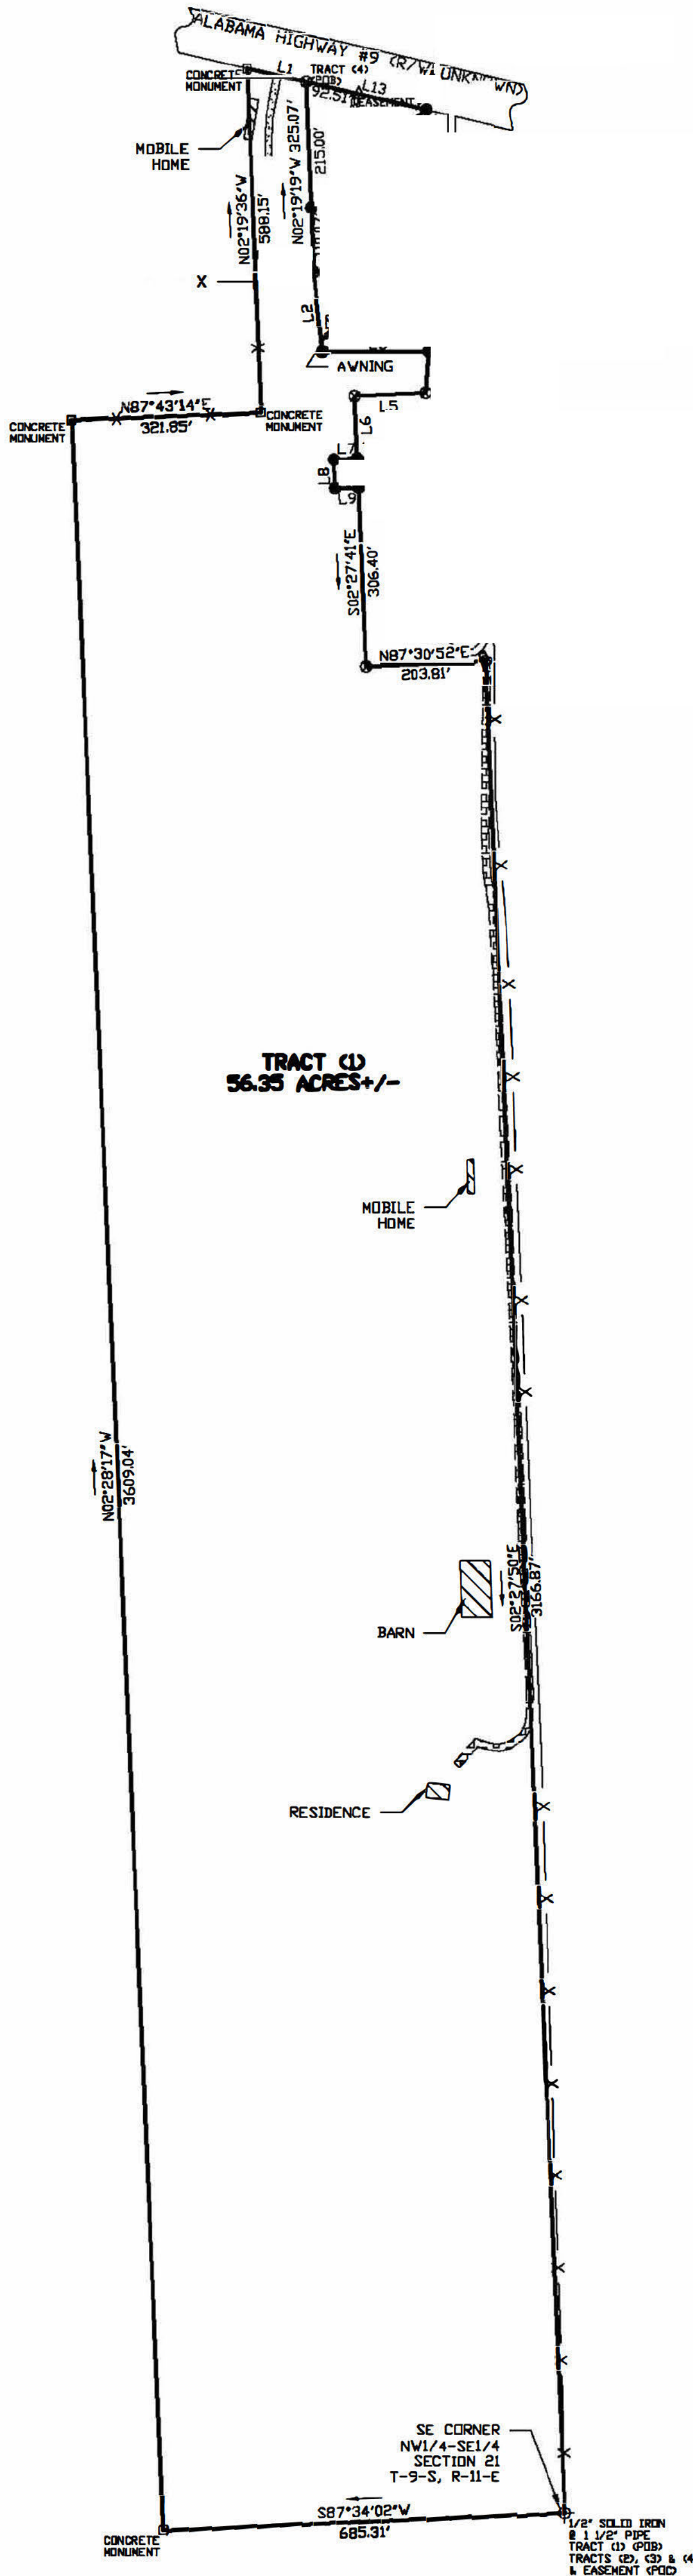 ALABAMA HIGHWAY #9 (R/W UNKNOWN)
L1
TRACT (4)
(POB)
L13
92.51'
EASEMENT
CONCRETE
MONUMENT
MOBILE
HOME
N02°19'36"W
588.15'
N02°19'19"W 325.07'
215.00'
X
L2
AWNING
N87°43'14"E
321.85'
CONCRETE
MONUMENT
CONCRETE
MONUMENT
L5
L6
L7
L8
L9
S02°27'41"E
306.40'
N87°30'52"E
203.81'
TRACT (1)
56.35 ACRES+/-
MOBILE
HOME
N02°28'17"W
3609.04'
S02°27'50"E
3166.87'
BARN
RESIDENCE
SE CORNER
NW1/4-SE1/4
SECTION 21
T-9-S, R-11-E
S87°34'02"W
685.31'
CONCRETE
MONUMENT
1/2" SOLID IRON
@ 1 1/2" PIPE
TRACT (1) (POB)
TRACTS (2), (3) & (4
& EASEMENT (POC)